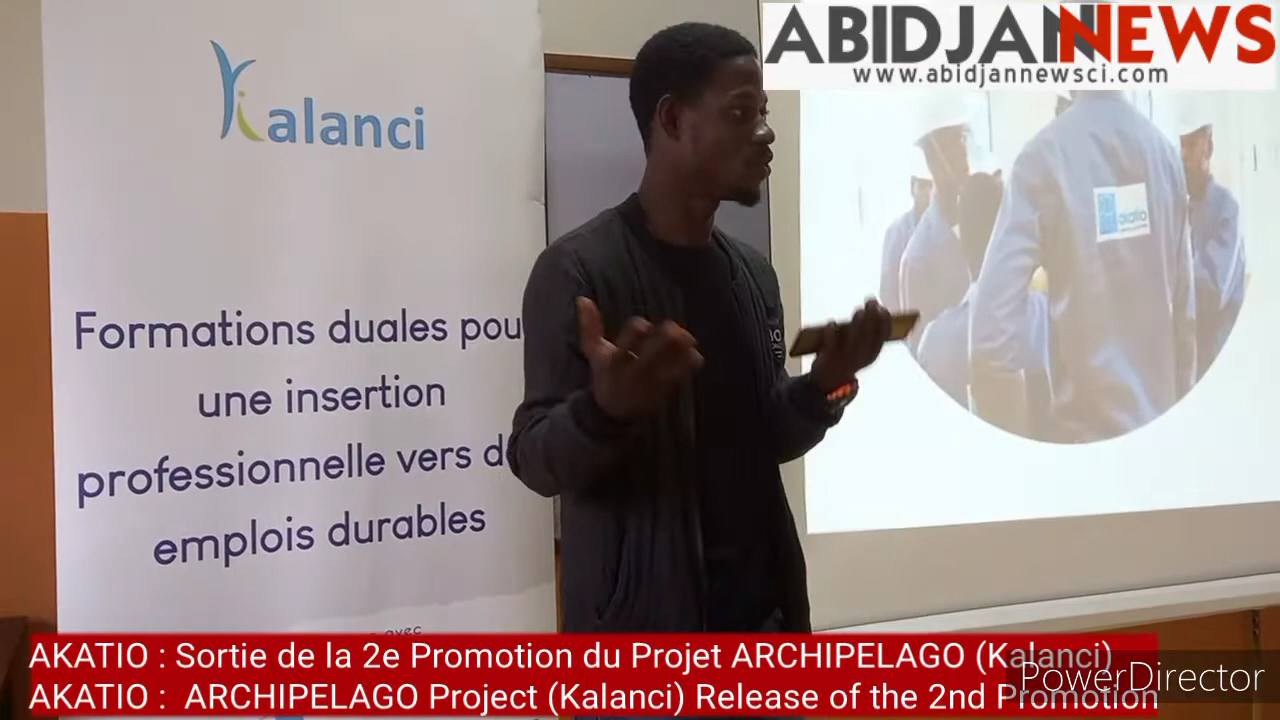 ABIDJANNEWS
www.abidjannewsci.com
Kalanci
akatio
Formations duales pou
une insertion
professionnelle vers d
emplois durables
avec
AKATIO : Sortie de la 2e Promotion du Projet ARCHIPELAGO (Kalanci)
AKATIO : ARCHIPELAGO Project (Kalanci) Release of the 2nd Promotion
PowerDirector